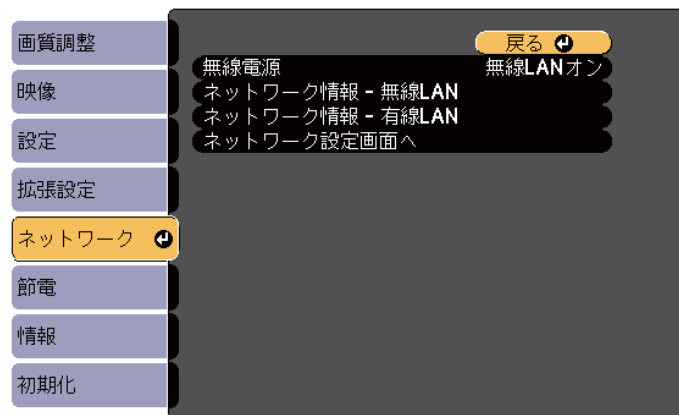 画質調整
映像
設定
拡張設定
ネットワーク
節電
情報
初期化
戻る
無線電源 無線LANオン
ネットワーク情報 - 無線LAN
ネットワーク情報 - 有線LAN
ネットワーク設定画面へ